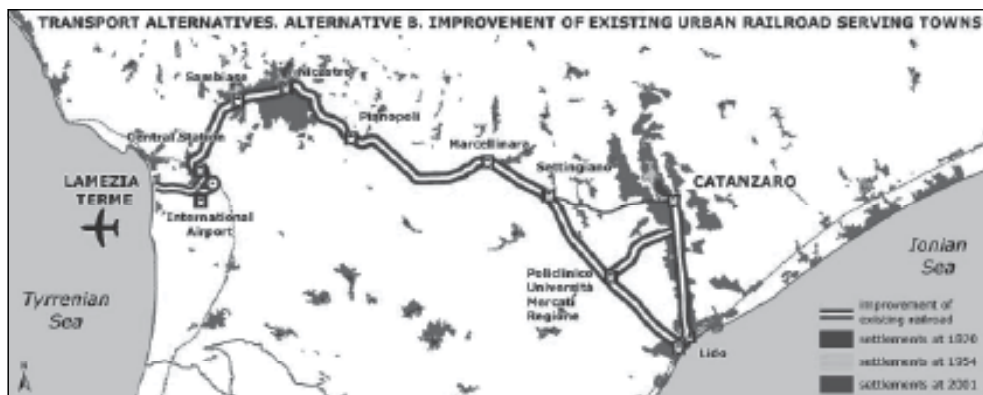 TRANSPORT ALTERNATIVES. ALTERNATIVE B. IMPROVEMENT OF EXISTING URBAN RAILROAD SERVING TOWNS
Sambiase
Nicastro
Pianopoli
Central Station
Marcellinara
Settingiano
LAMEZIA
TERME
CATANZARO
International
Airport
Ionian
Sea
Policlinico
Università
Mercati
Regione
Tyrrenian
Sea
improvement of
existing railroad
settlements at 1870
Lido
settlements at 1954
settlements at 2001
N